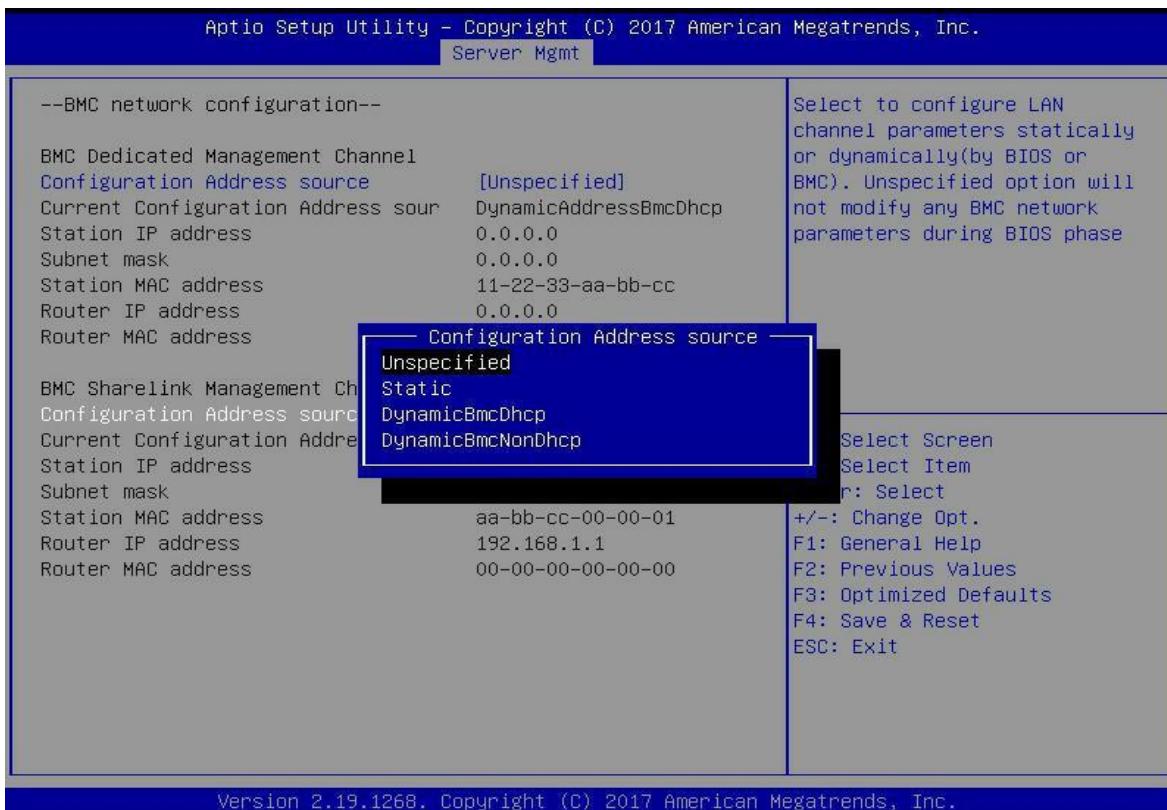 Aptio Setup Utility – Copyright (C) 2017 American Megatrends, Inc.
Server Mgmt
--BMC network configuration--
BMC Dedicated Management Channel
Configuration Address source [Unspecified]
Current Configuration Address sour DynamicAddressBmcDhcp
Station IP address 0.0.0.0
Subnet mask 0.0.0.0
Station MAC address 11-22-33-aa-bb-cc
Router IP address 0.0.0.0
Router MAC address
BMC Sharelink Management Ch
Configuration Address sourc
Current Configuration Addre
Station IP address
Subnet mask
Station MAC address aa-bb-cc-00-00-01
Router IP address 192.168.1.1
Router MAC address 00-00-00-00-00-00
Configuration Address source
Unspecified
Static
DynamicBmcDhcp
DynamicBmcNonDhcp
Select to configure LAN
channel parameters statically
or dynamically(by BIOS or
BMC). Unspecified option will
not modify any BMC network
parameters during BIOS phase
Select Screen
Select Item
r: Select
+/-: Change Opt.
F1: General Help
F2: Previous Values
F3: Optimized Defaults
F4: Save & Reset
ESC: Exit
Version 2.19.1268. Copyright (C) 2017 American Megatrends, Inc.